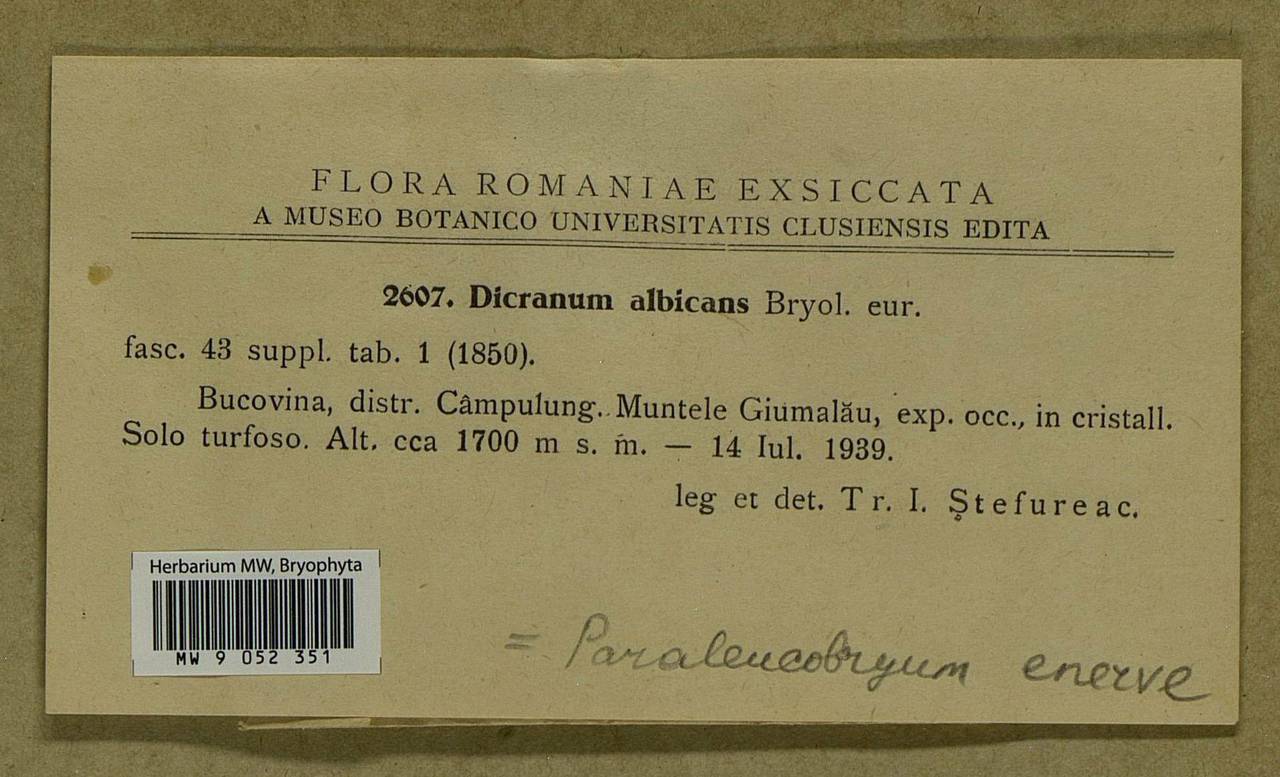 FLORA ROMANIAE EXSICCATA
A MUSEO BOTANICO UNIVERSITATIS CLUSIENSIS EDITA
2607. Dicranum albicans Bryol. eur.
fasc. 43 suppl. tab. 1 (1850).
Bucovina, distr. Câmpulung. Muntele Giumalău, exp. occ., in cristall.
Solo turfoso. Alt. cca 1700 m s. m. — 14 Iul. 1939.
leg et det. Tr. I. Ştefureac.
Herbarium MW, Bryophyta
MW 9 052 351
= Paraleucobryum enerve